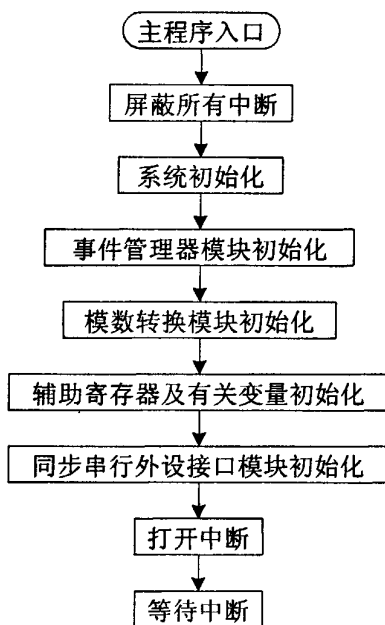 主程序入口
屏蔽所有中断
系统初始化
事件管理器模块初始化
模数转换模块初始化
辅助寄存器及有关变量初始化
同步串行外设接口模块初始化
打开中断
等待中断